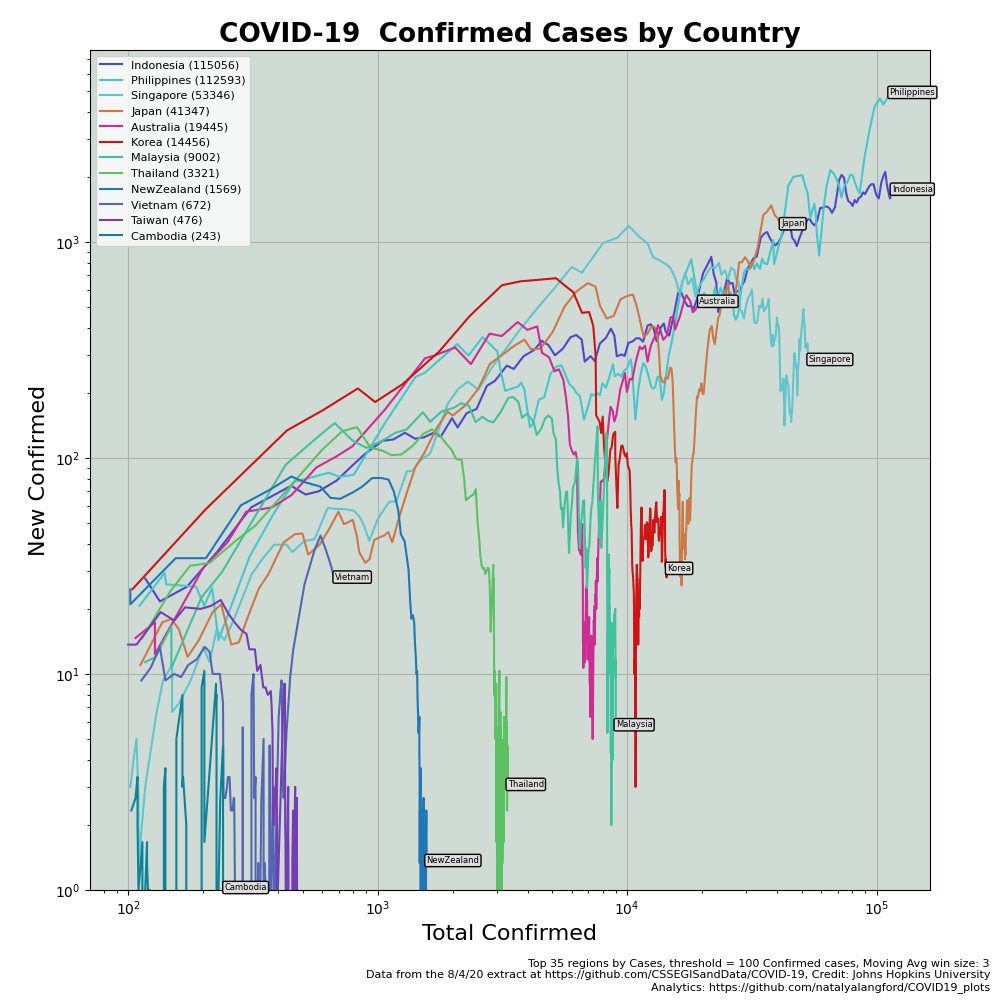 COVID-19  Confirmed Cases by Country
Indonesia (115056)
Philippines (112593)
Singapore (53346)
Japan (41347)
Australia (19445)
Korea (14456)
Malaysia (9002)
Thailand (3321)
NewZealand (1569)
Vietnam (672)
Taiwan (476)
Cambodia (243)
Philippines
Indonesia
Japan
Australia
Singapore
Korea
Vietnam
Malaysia
Thailand
NewZealand
Cambodia
New Confirmed
10³
10²
10¹
10⁰
10² 10³ 10⁴ 10⁵
Total Confirmed
Top 35 regions by Cases, threshold = 100 Confirmed cases, Moving Avg win size: 3
Data from the 8/4/20 extract at https://github.com/CSSEGISandData/COVID-19, Credit: Johns Hopkins University
Analytics: https://github.com/natalyalangford/COVID19_plots